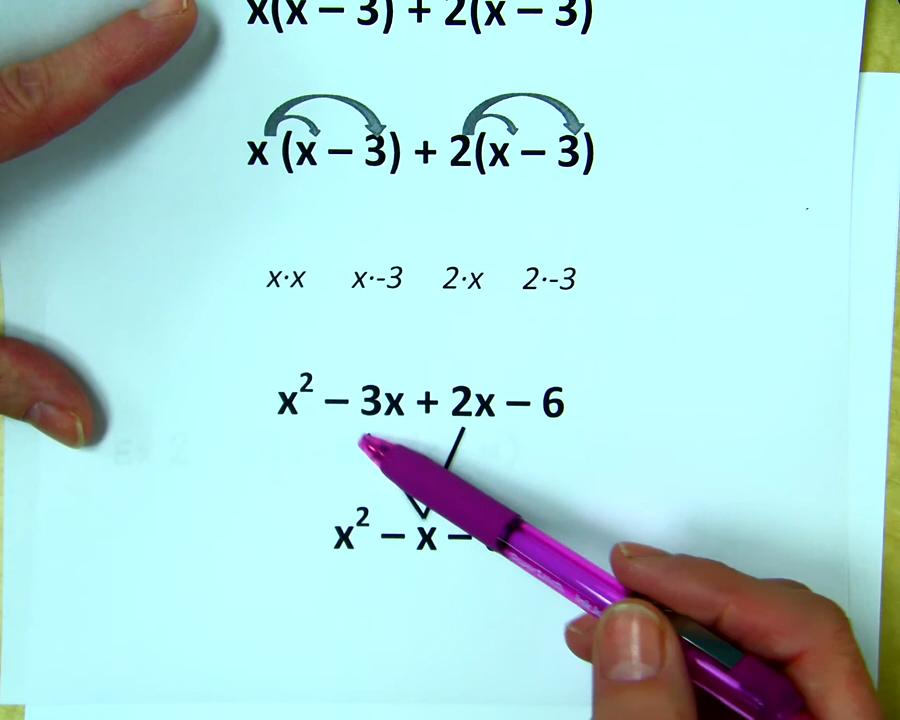 x(x − 3) + 2(x − 3)
x (x − 3) + 2(x − 3)
x·x x·-3 2·x 2·-3
x² − 3x + 2x − 6
x² − x −